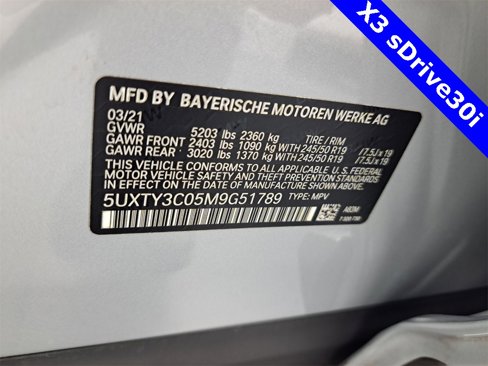 X3 sDrive30i
MFD BY BAYERISCHE MOTOREN WERKE AG
03/21
GVWR 5203 lbs 2360 kg TIRE / RIM
GAWR FRONT 2403 lbs 1090 kg WITH 245/50 R19 /7.5J x 19
GAWR REAR 3020 lbs 1370 kg WITH 245/50 R19 /7.5J x 19
THIS VEHICLE CONFORMS TO ALL APPLICABLE U.S. FEDERAL
MOTOR VEHICLE SAFETY, BUMPER, AND THEFT PREVENTION STANDARDS
IN EFFECT ON THE DATE OF MANUFACTURE SHOWN ABOVE.
5UXTY3C05M9G51789 TYPE: MPV